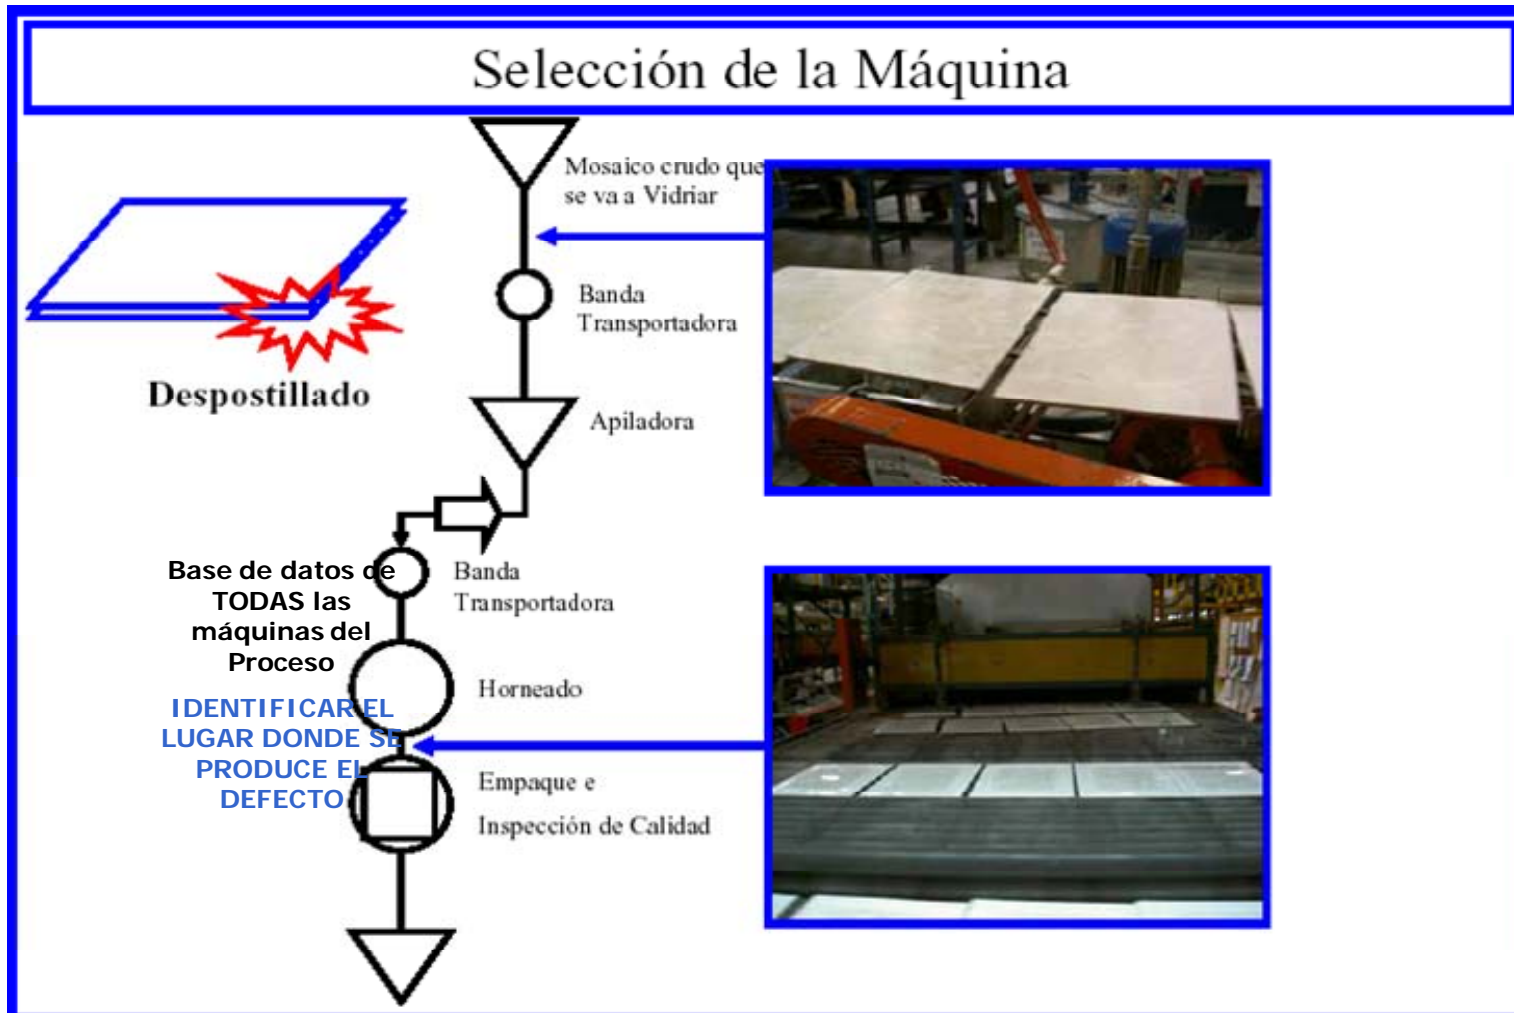 Selección de la Máquina
Mosaico crudo que
se va a Vidriar
Banda
Transportadora
Despostillado
Apiladora
Base de datos de
TODAS las
máquinas del
Proceso
Banda
Transportadora
IDENTIFICAR EL
LUGAR DONDE SE
PRODUCE EL
DEFECTO
Horneado
Empaque e
Inspección de Calidad